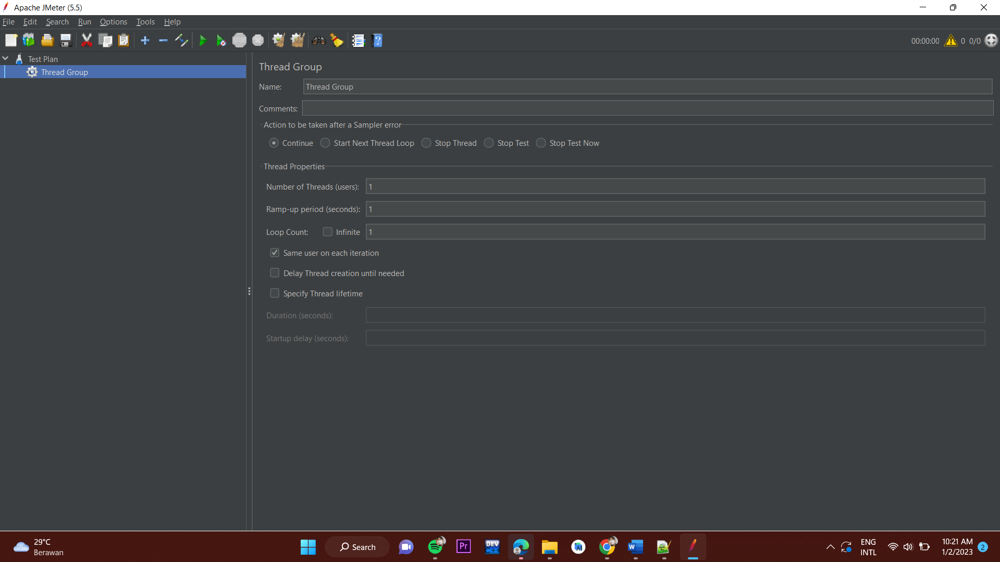 Apache JMeter (5.5)
File Edit Search Run Options Tools Help
STOP
00:00:00 0 0/0
Test Plan
Thread Group
Thread Group
Name: Thread Group
Comments:
Action to be taken after a Sampler error
Continue Start Next Thread Loop Stop Thread Stop Test Stop Test Now
Thread Properties
Number of Threads (users): 1
Ramp-up period (seconds): 1
Loop Count: Infinite 1
Same user on each iteration
Delay Thread creation until needed
Specify Thread lifetime
Duration (seconds):
Startup delay (seconds):
29°C
Berawan
Search
Pr
DEV
W
ENG
INTL
10:21 AM
1/2/2023
2